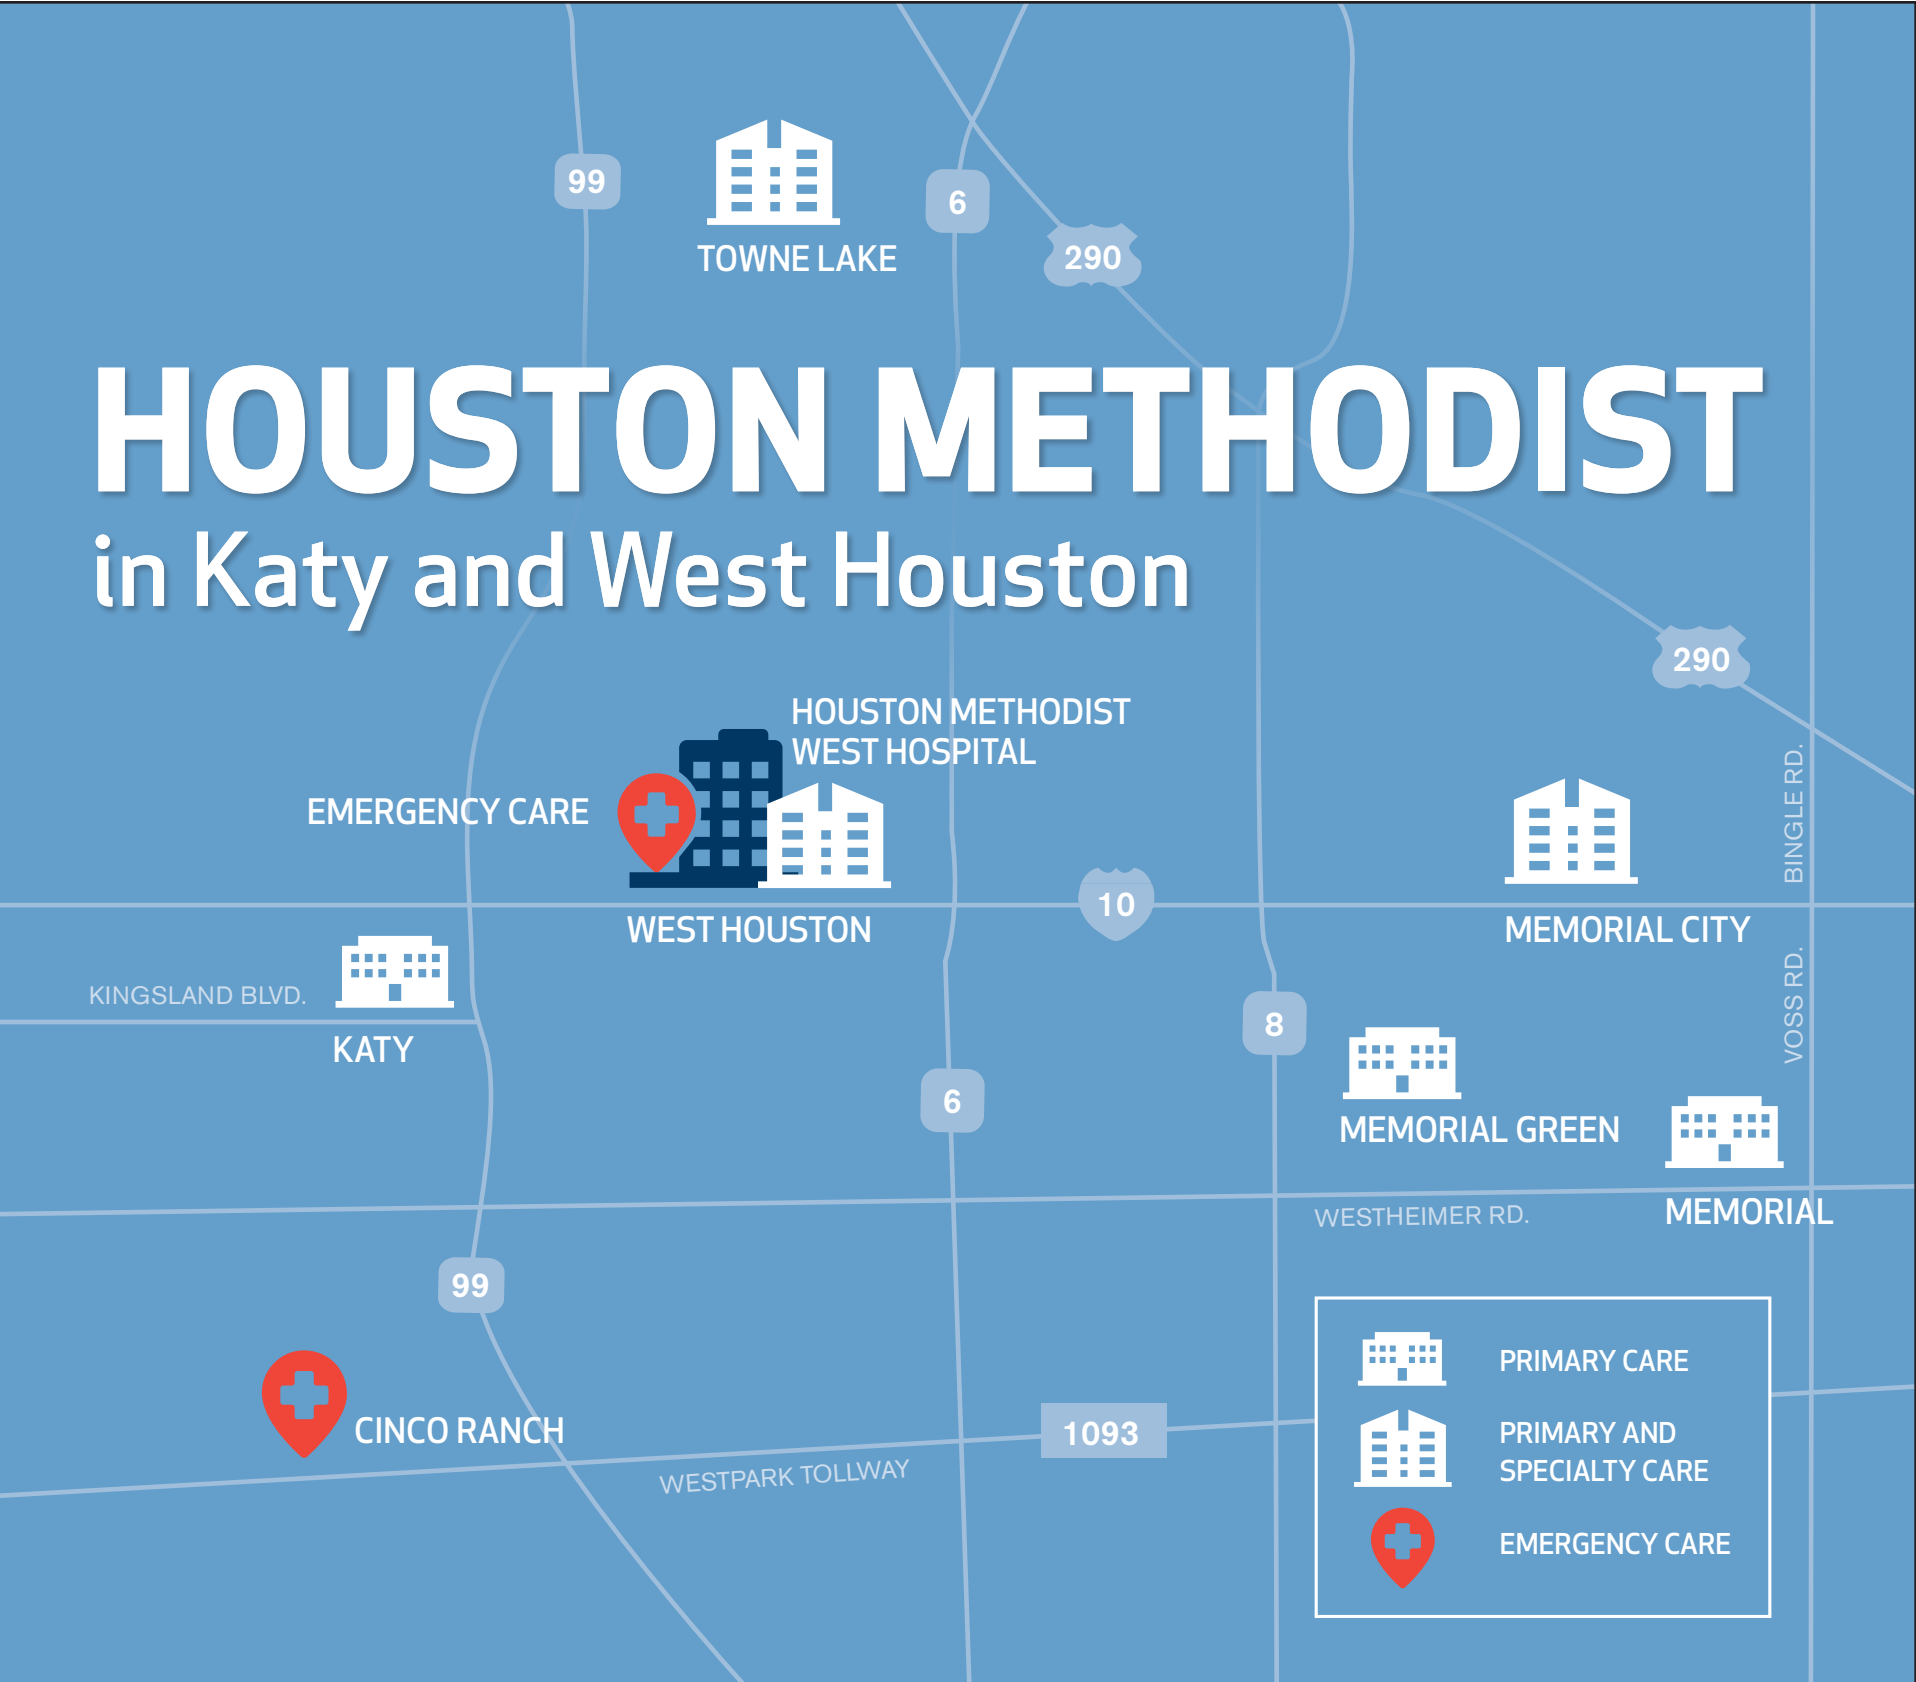 99
TOWNE LAKE
6
290
HOUSTON METHODIST
in Katy and West Houston
290
HOUSTON METHODIST
WEST HOSPITAL
EMERGENCY CARE
BINGLE RD.
10
WEST HOUSTON
MEMORIAL CITY
KINGSLAND BLVD.
KATY
VOSS RD.
8
6
MEMORIAL GREEN
MEMORIAL
WESTHEIMER RD.
99
CINCO RANCH
1093
WESTPARK TOLLWAY
PRIMARY CARE
PRIMARY AND
SPECIALTY CARE
EMERGENCY CARE